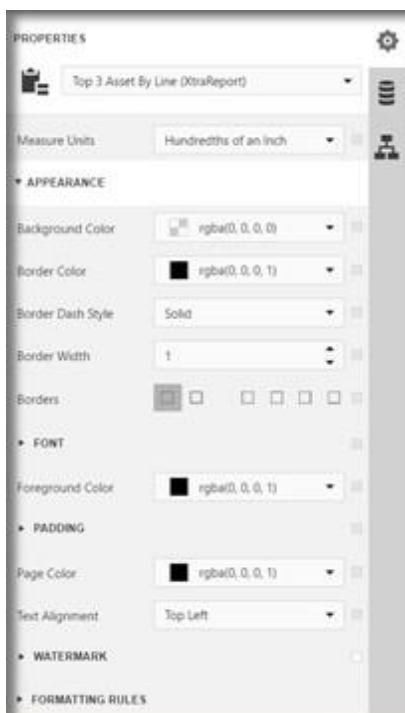 PROPERTIES
Top 3 Asset By Line (XtraReport)
Measure Units Hundredths of an Inch
APPEARANCE
Background Color rgba(0, 0, 0, 0)
Border Color rgba(0, 0, 0, 1)
Border Dash Style Solid
Border Width 1
Borders
FONT
Foreground Color rgba(0, 0, 0, 1)
PADDING
Page Color rgba(0, 0, 0, 1)
Text Alignment Top Left
WATERMARK
FORMATTING RULES